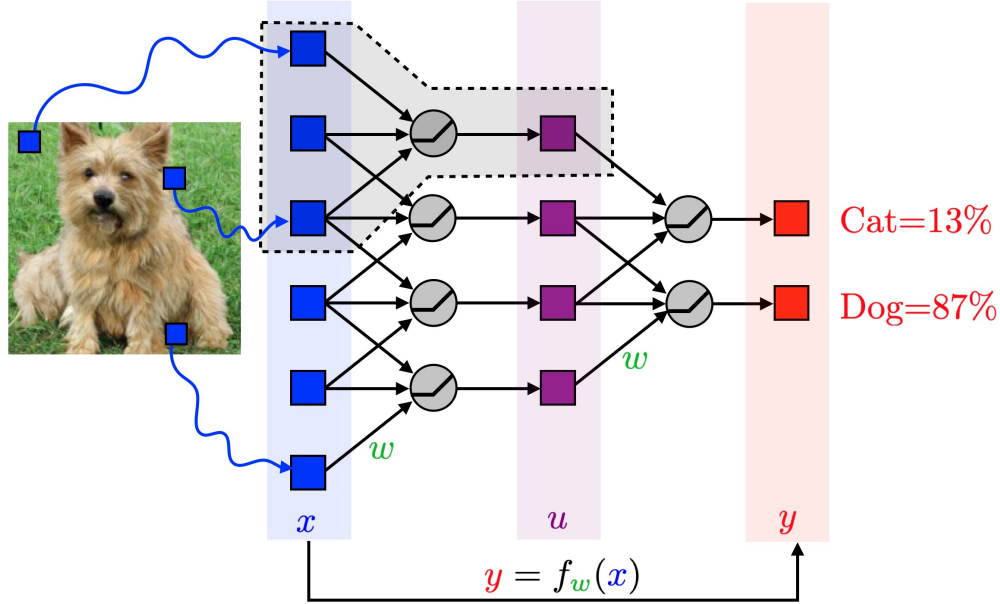 Cat=13%
Dog=87%
w
w
x
u
y
y = f_w(x)